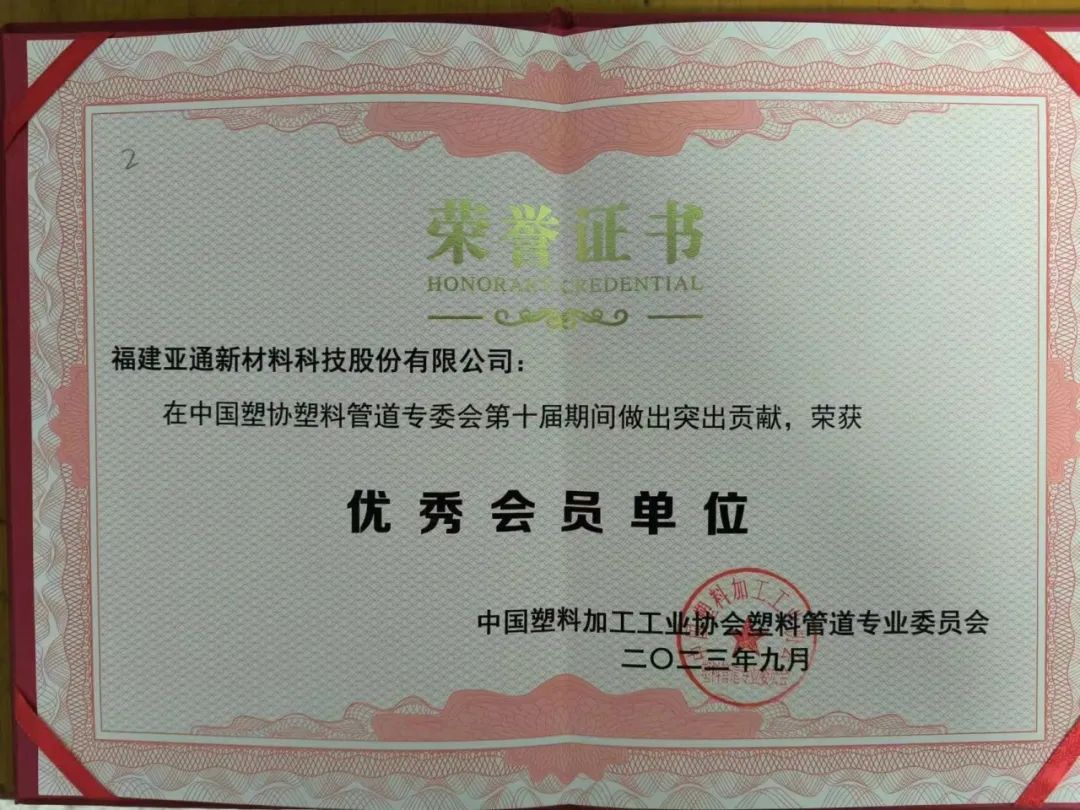 2
荣誉证书
HONORARY CREDENTIAL
福建亚通新材料科技股份有限公司：
在中国塑协塑料管道专委会第十届期间做出突出贡献，荣获
优秀会员单位
中国塑料加工工业协会塑料管道专业委员会
二〇二三年九月